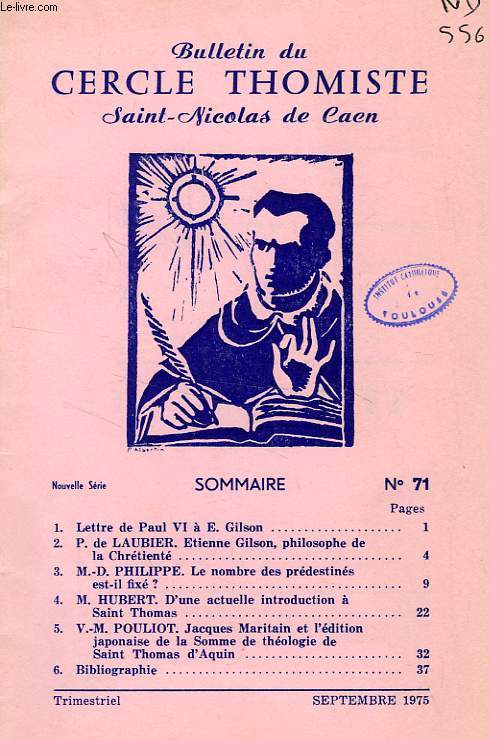 Le-livre.com
ND
556
Bulletin du
CERCLE THOMISTE
Saint-Nicolas de Caen
INSTITUT CATHOLIQUE
de
TOULOUSE
Nouvelle Série
SOMMAIRE
N° 71
Pages
1. Lettre de Paul VI à E. Gilson .................... 1
2. P. de LAUBIER. Etienne Gilson, philosophe de
la Chrétienté .................... 4
3. M.-D. PHILIPPE. Le nombre des prédestinés
est-il fixé ? .................... 9
4. M. HUBERT. D'une actuelle introduction à
Saint Thomas .................... 22
5. V.-M. POULIOT. Jacques Maritain et l'édition
japonaise de la Somme de théologie de
Saint Thomas d'Aquin .................... 32
6. Bibliographie .................... 37
Trimestriel
SEPTEMBRE 1975